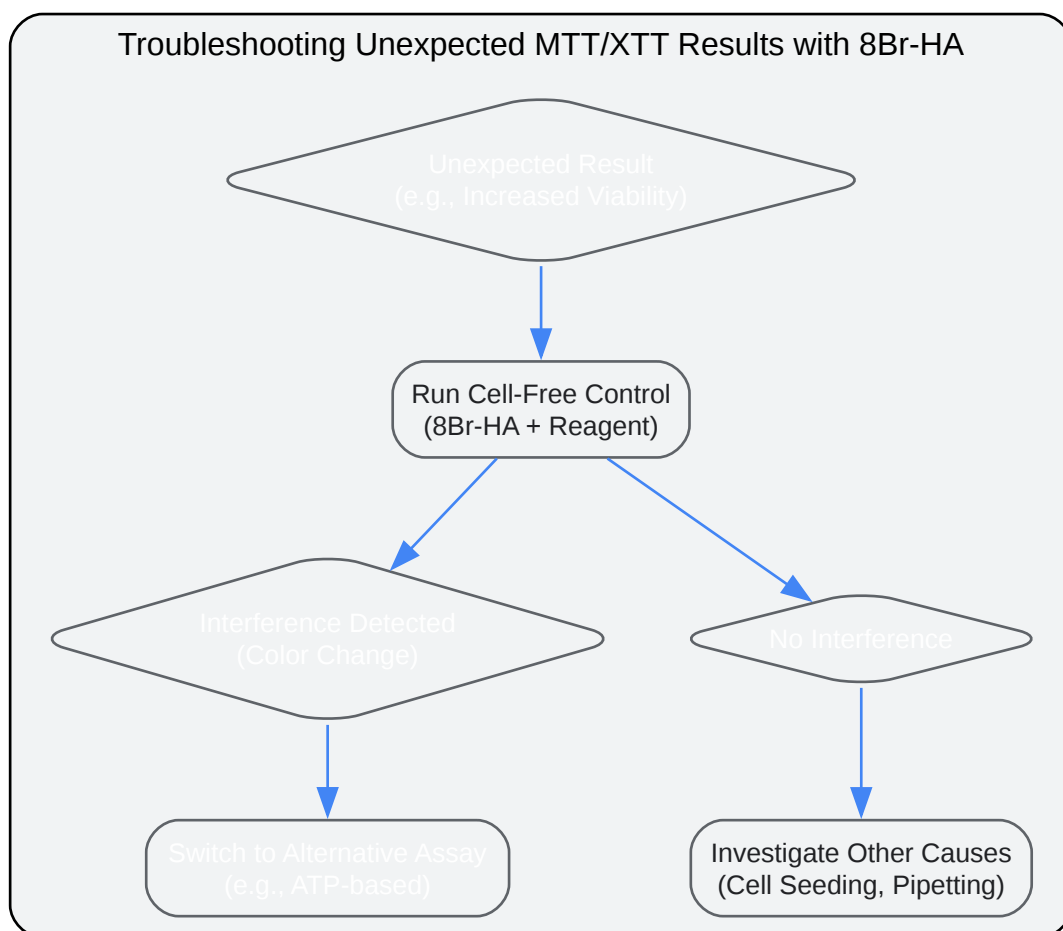 Troubleshooting Unexpected MTT/XTT Results with 8Br-HA
Unexpected Result
(e.g., Increased Viability)
Run Cell-Free Control
(8Br-HA + Reagent)
Interference Detected
(Color Change)
No Interference
Switch to Alternative Assay
(e.g., ATP-based)
Investigate Other Causes
(Cell Seeding, Pipetting)